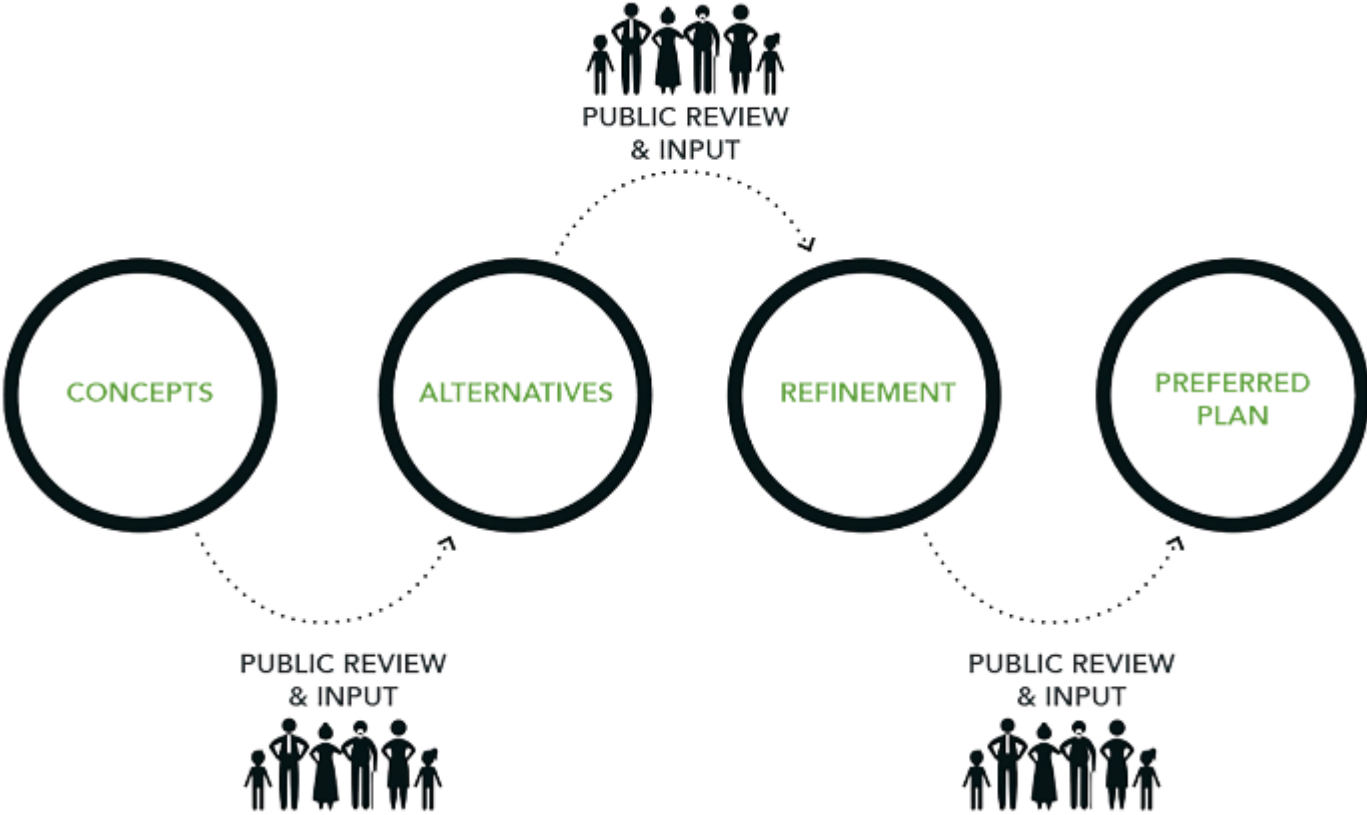 PUBLIC REVIEW
& INPUT
CONCEPTS
ALTERNATIVES
REFINEMENT
PREFERRED
PLAN
PUBLIC REVIEW
& INPUT
PUBLIC REVIEW
& INPUT